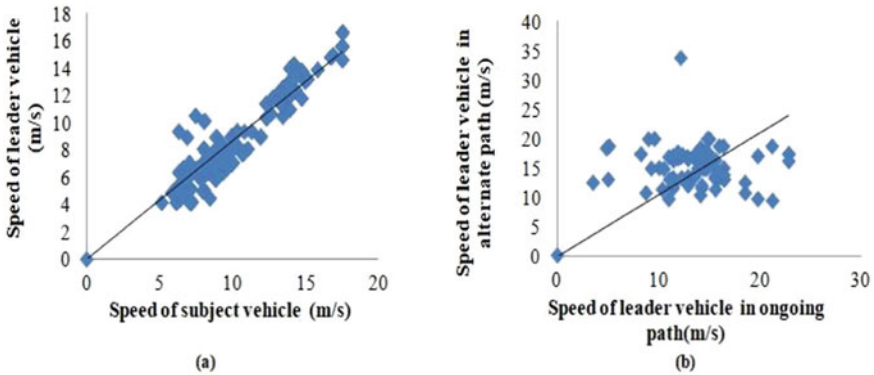 18
16
14
12
10
8
6
4
2
0
Speed of leader vehicle
(m/s)
0 5 10 15 20
Speed of subject vehicle (m/s)
(a)
40
35
30
25
20
15
10
5
0
Speed of leader vehicle in
alternate path (m/s)
0 10 20 30
Speed of leader vehicle in ongoing
path(m/s)
(b)